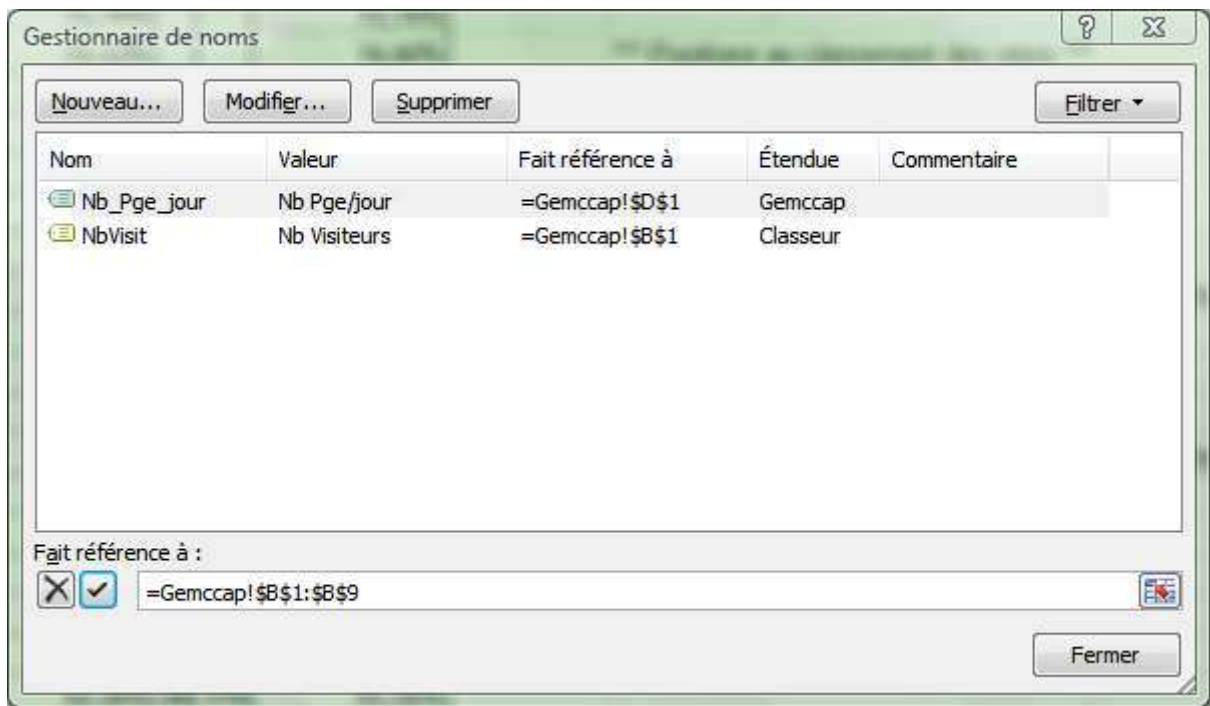 Gestionnaire de noms
Nouveau... Modifier... Supprimer Filtrer
Nom Valeur Fait référence à Étendue Commentaire
Nb_Pge_jour Nb Pge/jour =Gemccap!$D$1 Gemccap
NbVisit Nb Visiteurs =Gemccap!$B$1 Classeur
Fait référence à :
=Gemccap!$B$1:$B$9
Fermer